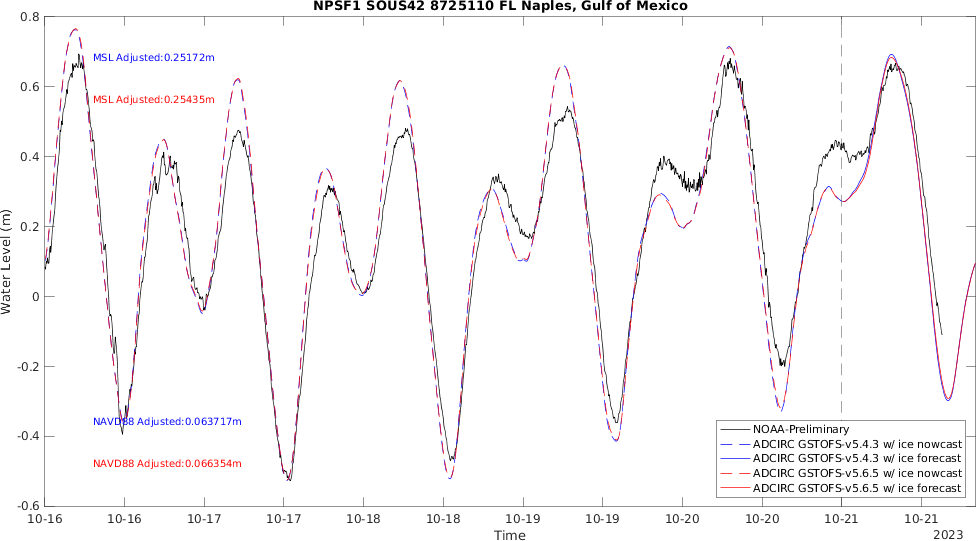 NPSF1 SOUS42 8725110 FL Naples, Gulf of Mexico
0.8
MSL Adjusted:0.25172m
0.6
MSL Adjusted:0.25435m
0.4
0.2
Water Level (m)
0
-0.2
NAVD88 Adjusted:0.063717m
-0.4
NAVD88 Adjusted:0.066354m
-0.6
NOAA-Preliminary
ADCIRC GSTOFS-v5.4.3 w/ ice nowcast
ADCIRC GSTOFS-v5.4.3 w/ ice forecast
ADCIRC GSTOFS-v5.6.5 w/ ice nowcast
ADCIRC GSTOFS-v5.6.5 w/ ice forecast
10-16 10-16 10-17 10-17 10-18 10-18 10-19 10-19 10-20 10-20 10-21 10-21
Time
2023